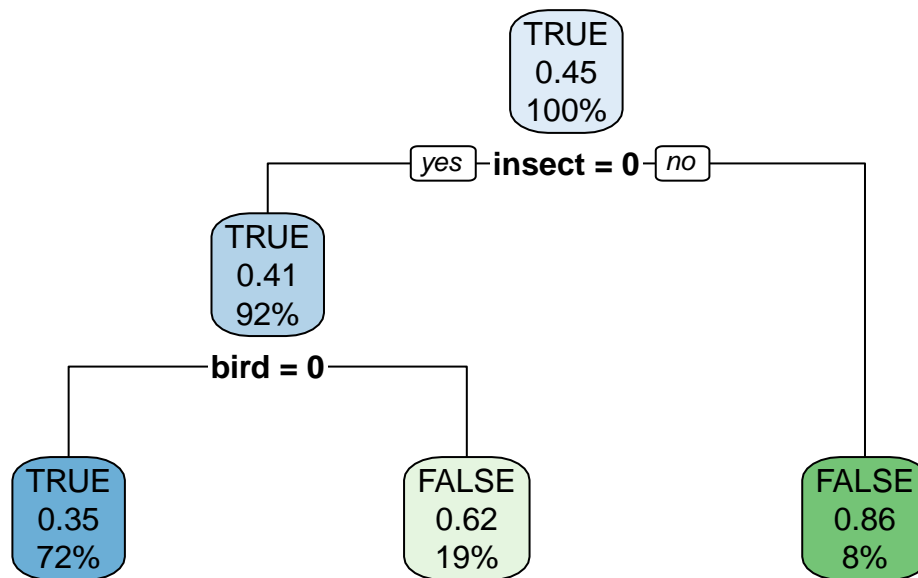 TRUE
0.45
100%
yes insect = 0 no
TRUE
0.41
92%
bird = 0
TRUE
0.35
72%
FALSE
0.62
19%
FALSE
0.86
8%